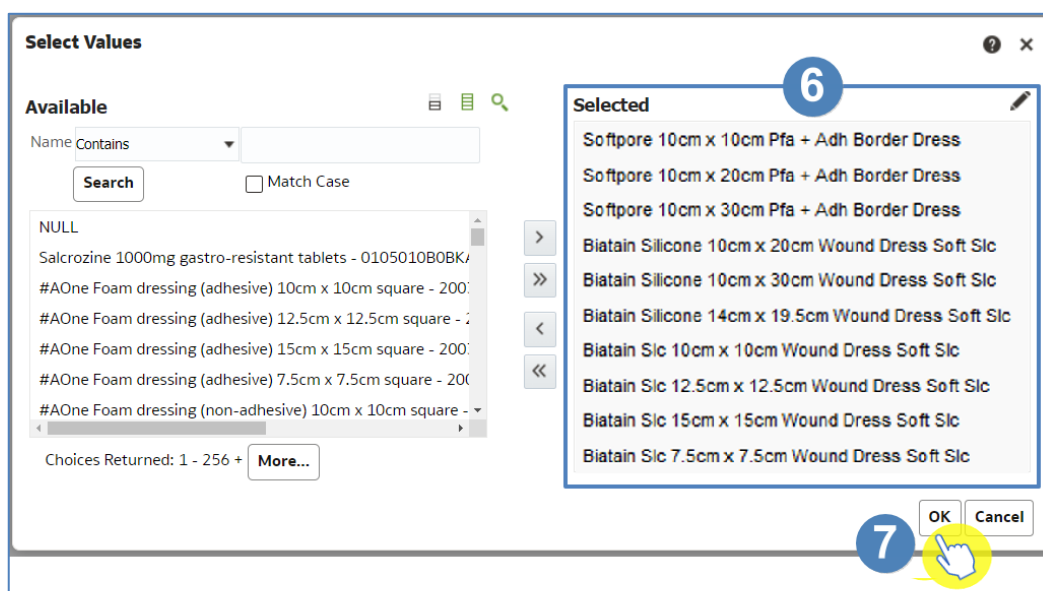 Select Values
Available
Name Contains
Search
Match Case
NULL
Salcrozine 1000mg gastro-resistant tablets - 0105010B0BKA
#AOne Foam dressing (adhesive) 10cm x 10cm square - 200
#AOne Foam dressing (adhesive) 12.5cm x 12.5cm square -
#AOne Foam dressing (adhesive) 15cm x 15cm square - 200
#AOne Foam dressing (adhesive) 7.5cm x 7.5cm square - 200
#AOne Foam dressing (non-adhesive) 10cm x 10cm square -
Choices Returned: 1 - 256 + More...
6
Selected
Softpore 10cm x 10cm Pfa + Adh Border Dress
Softpore 10cm x 20cm Pfa + Adh Border Dress
Softpore 10cm x 30cm Pfa + Adh Border Dress
Biatain Silicone 10cm x 20cm Wound Dress Soft Slc
Biatain Silicone 10cm x 30cm Wound Dress Soft Slc
Biatain Silicone 14cm x 19.5cm Wound Dress Soft Slc
Biatain Slc 10cm x 10cm Wound Dress Soft Slc
Biatain Slc 12.5cm x 12.5cm Wound Dress Soft Slc
Biatain Slc 15cm x 15cm Wound Dress Soft Slc
Biatain Slc 7.5cm x 7.5cm Wound Dress Soft Slc
OK Cancel
7